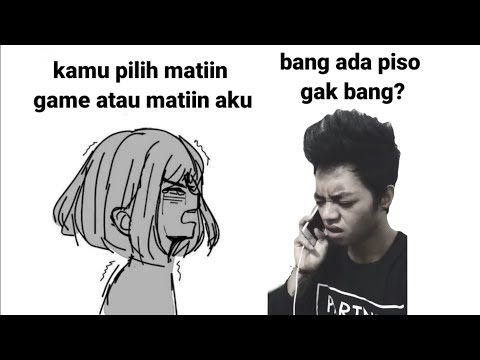 kamu pilih matiin
game atau matiin aku
bang ada piso
gak bang?